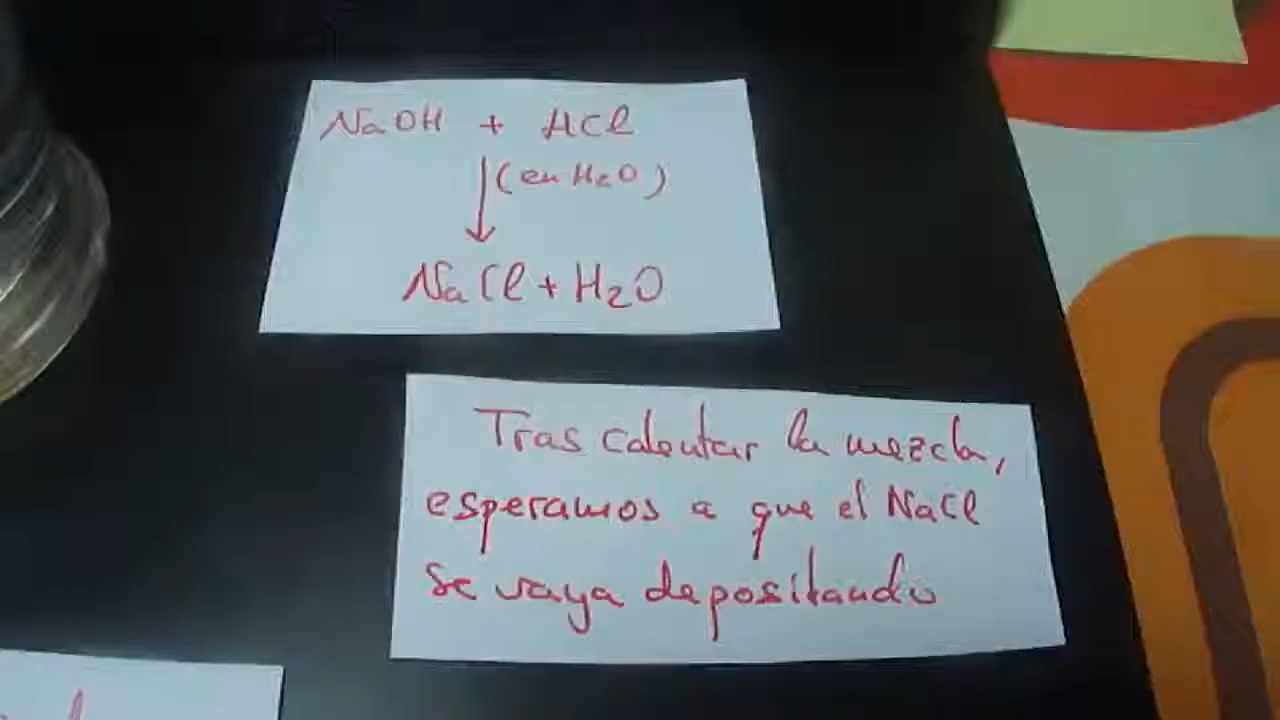 NaOH + HCl
(en H₂O)
NaCl + H₂O
Tras calentar la mezcla,
esperamos a que el NaCl
se vaya depositando